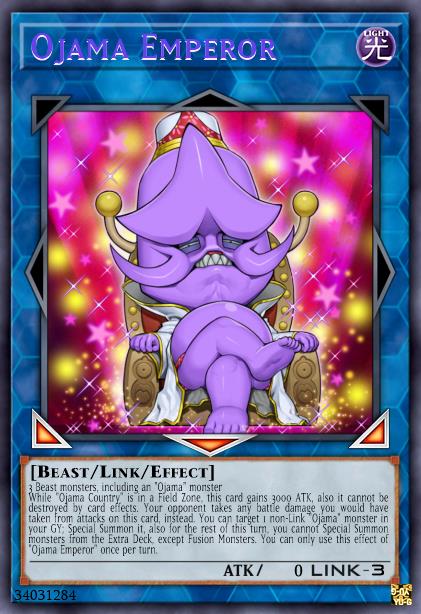 OJAMA EMPEROR
LIGHT
光
[BEAST/LINK/EFFECT]
3 Beast monsters, including an "Ojama" monster
While "Ojama Country" is in a Field Zone, this card gains 3000 ATK, also it cannot be
destroyed by card effects. Your opponent takes any battle damage you would have
taken from attacks on this card, instead. You can target 1 non-Link "Ojama" monster in
your GY; Special Summon it, also for the rest of this turn, you cannot Special Summon
monsters from the Extra Deck, except Fusion Monsters. You can only use this effect of
"Ojama Emperor" once per turn.
ATK/ 0 LINK-3
34031284